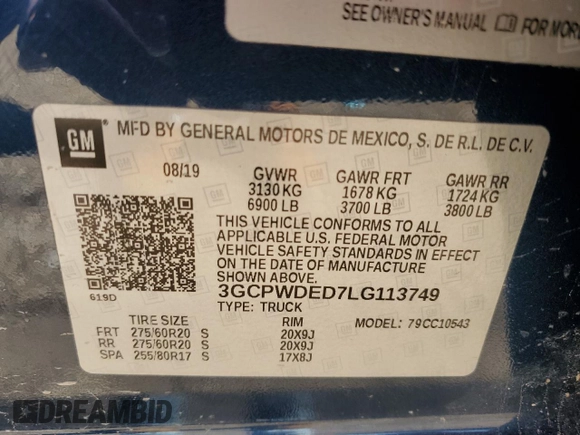 SEE OWNER'S MANUAL FOR MORE
GM
MFD BY GENERAL MOTORS DE MEXICO, S. DE R.L. DE C.V.
08/19 GVWR GAWR FRT GAWR RR
3130 KG 1678 KG 1724 KG
6900 LB 3700 LB 3800 LB
THIS VEHICLE CONFORMS TO ALL
APPLICABLE U.S. FEDERAL MOTOR
VEHICLE SAFETY STANDARDS IN EFFECT
ON THE DATE OF MANUFACTURE
SHOWN ABOVE
619D
3GCPWDED7LG113749
TYPE: TRUCK
TIRE SIZE RIM MODEL: 79CC10543
FRT 275/60R20 S 20X9J
RR 275/60R20 S 20X9J
SPA 255/80R17 S 17X8J
DREAMBID